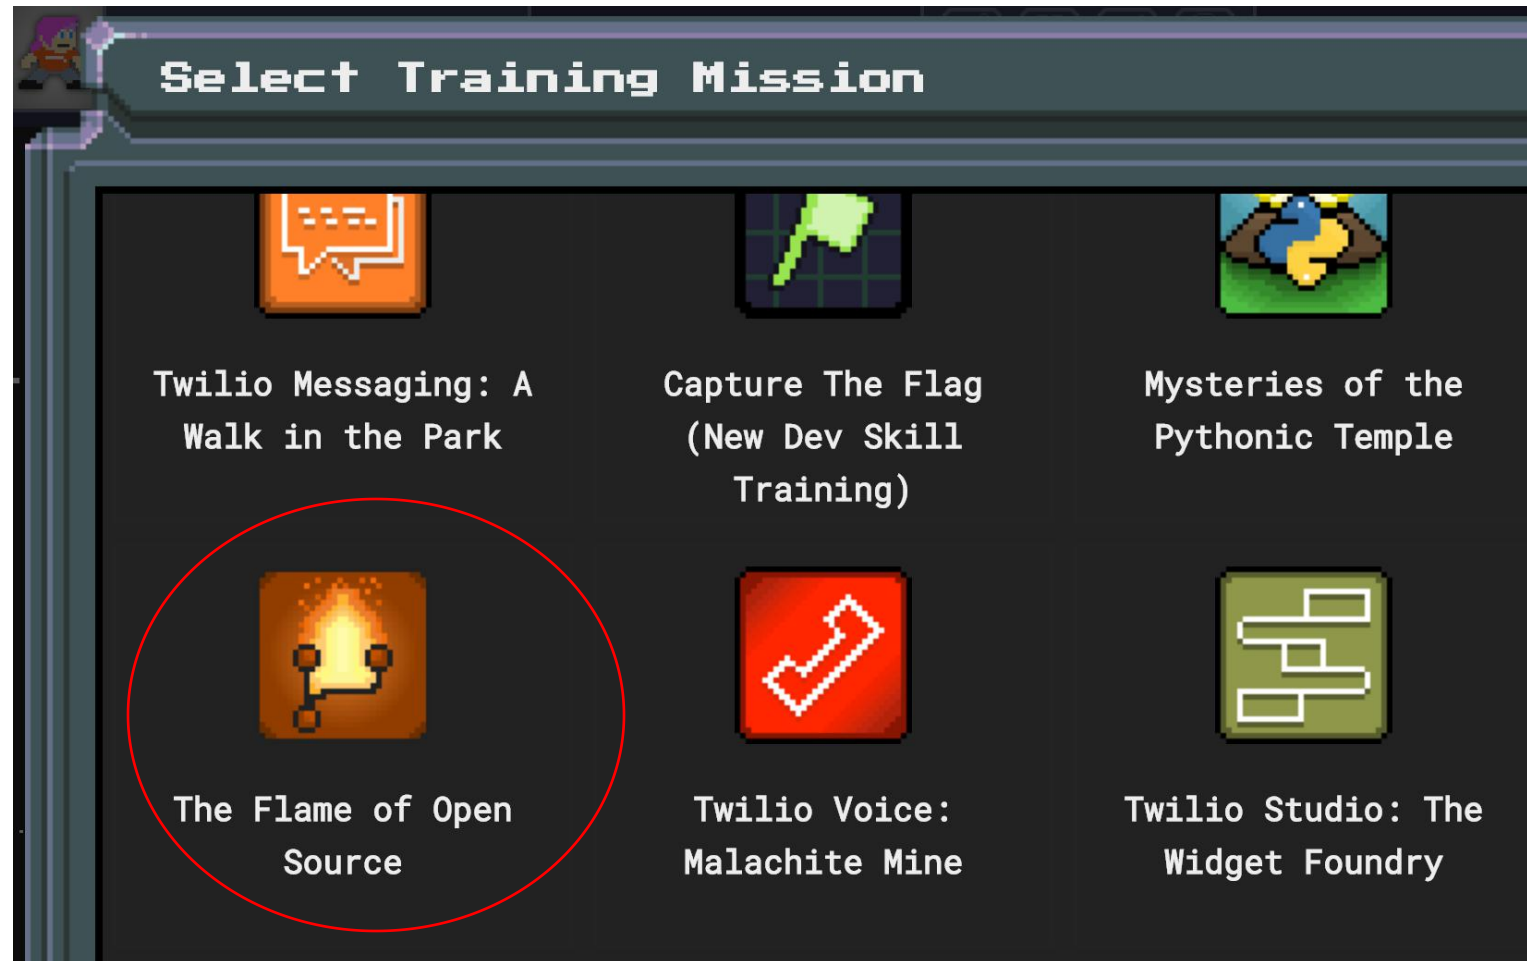 Select Training Mission
Twilio Messaging: A
Walk in the Park
Capture The Flag
(New Dev Skill
Training)
Mysteries of the
Pythonic Temple
The Flame of Open
Source
Twilio Voice:
Malachite Mine
Twilio Studio: The
Widget Foundry